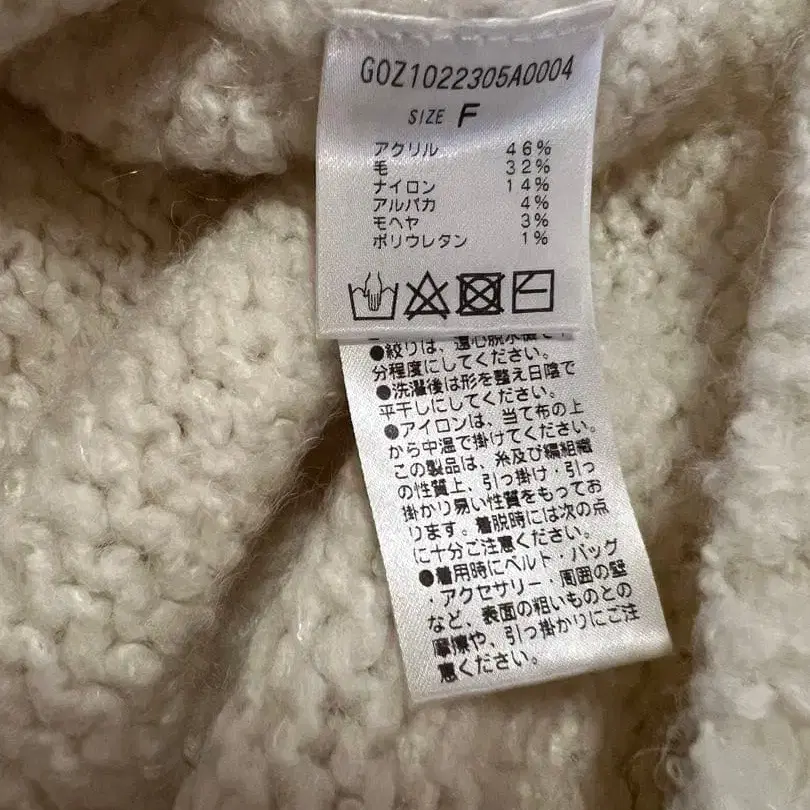 GOZ1022305A0004
SIZE F
アクリル 46%
毛 32%
ナイロン 14%
アルパカ 4%
モヘヤ 3%
ポリウレタン 1%
●絞りは、遠心脱水機で
分程度にしてください。
●洗濯後は形を整え日陰で
平干しにしてください。
●アイロンは、当て布の上
から中温で掛けてください。
この製品は、糸及び編組織
の性質上、引っ掛け・引っ
掛かり易い性質をもってお
ります。着脱時には次の点
に十分ご注意ください。
●着用時にベルト・バッグ
・アクセサリー・周囲の壁
など、表面の粗いものとの
摩擦や、引っ掛かりにご注
意ください。